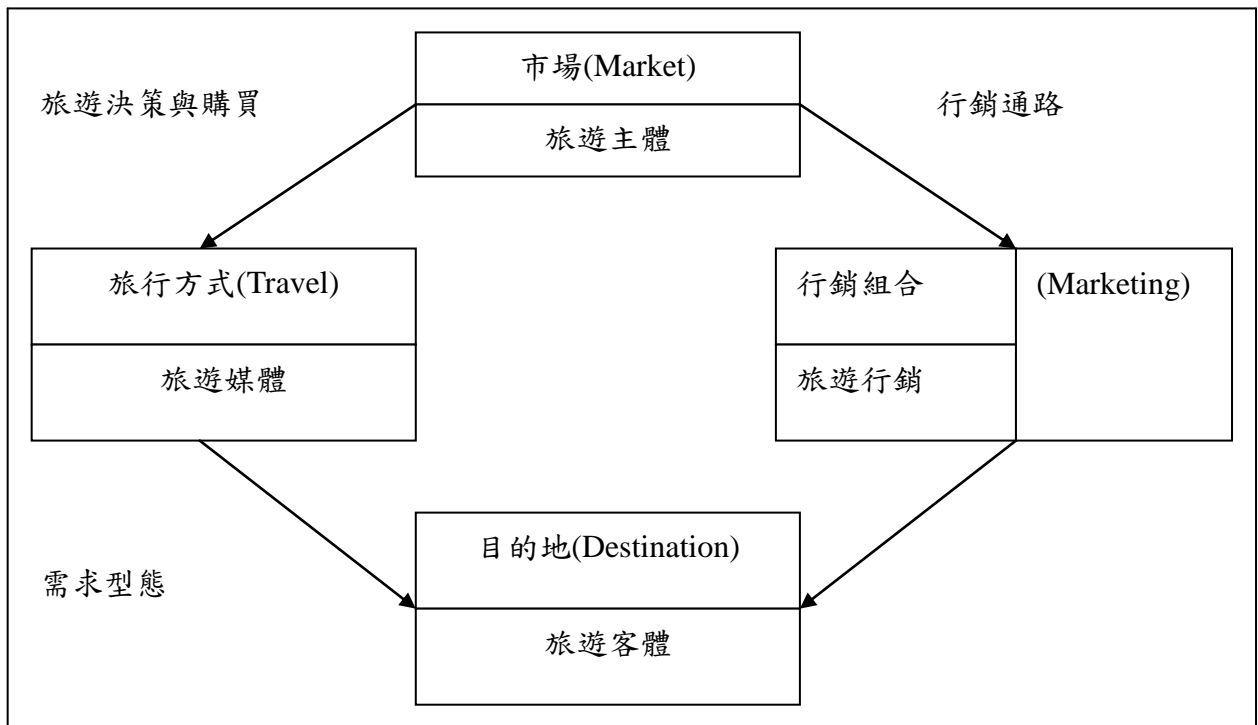 市場(Market)
旅遊決策與購買
行銷通路
旅遊主體
旅行方式(Travel)
行銷組合
(Marketing)
旅遊媒體
旅遊行銷
目的地(Destination)
需求型態
旅遊客體